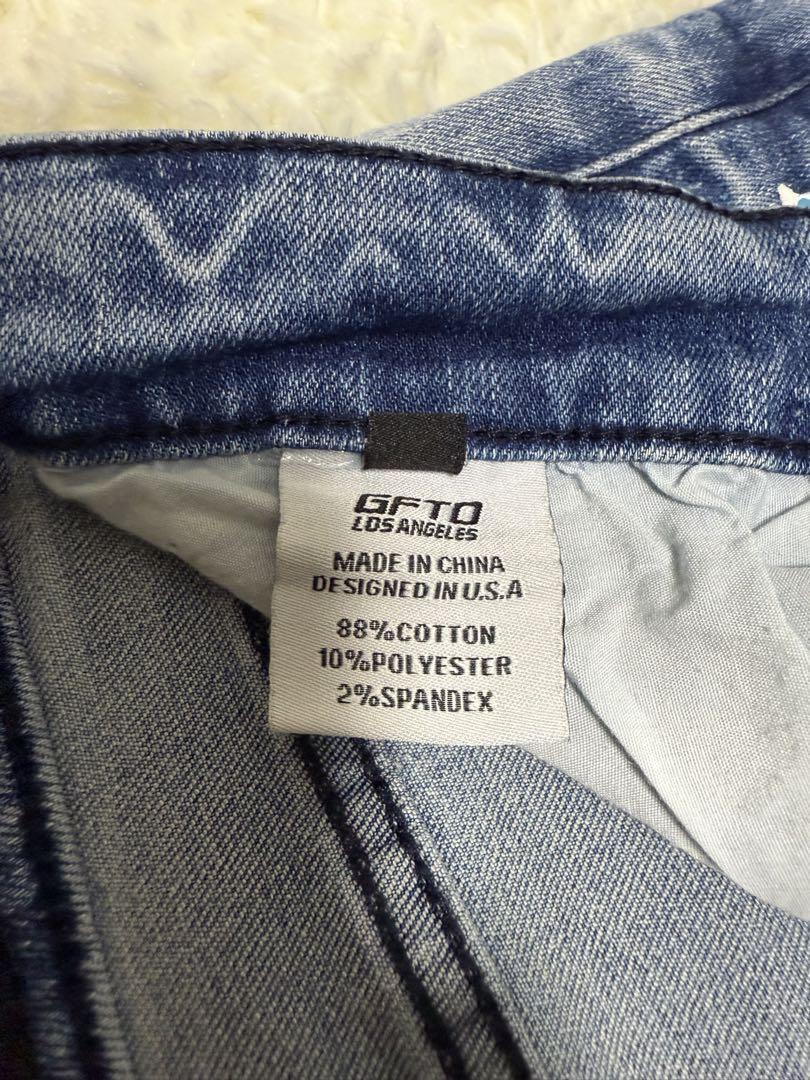 GFTO
LOS ANGELES
MADE IN CHINA
DESIGNED IN U.S.A
88%COTTON
10%POLYESTER
2%SPANDEX